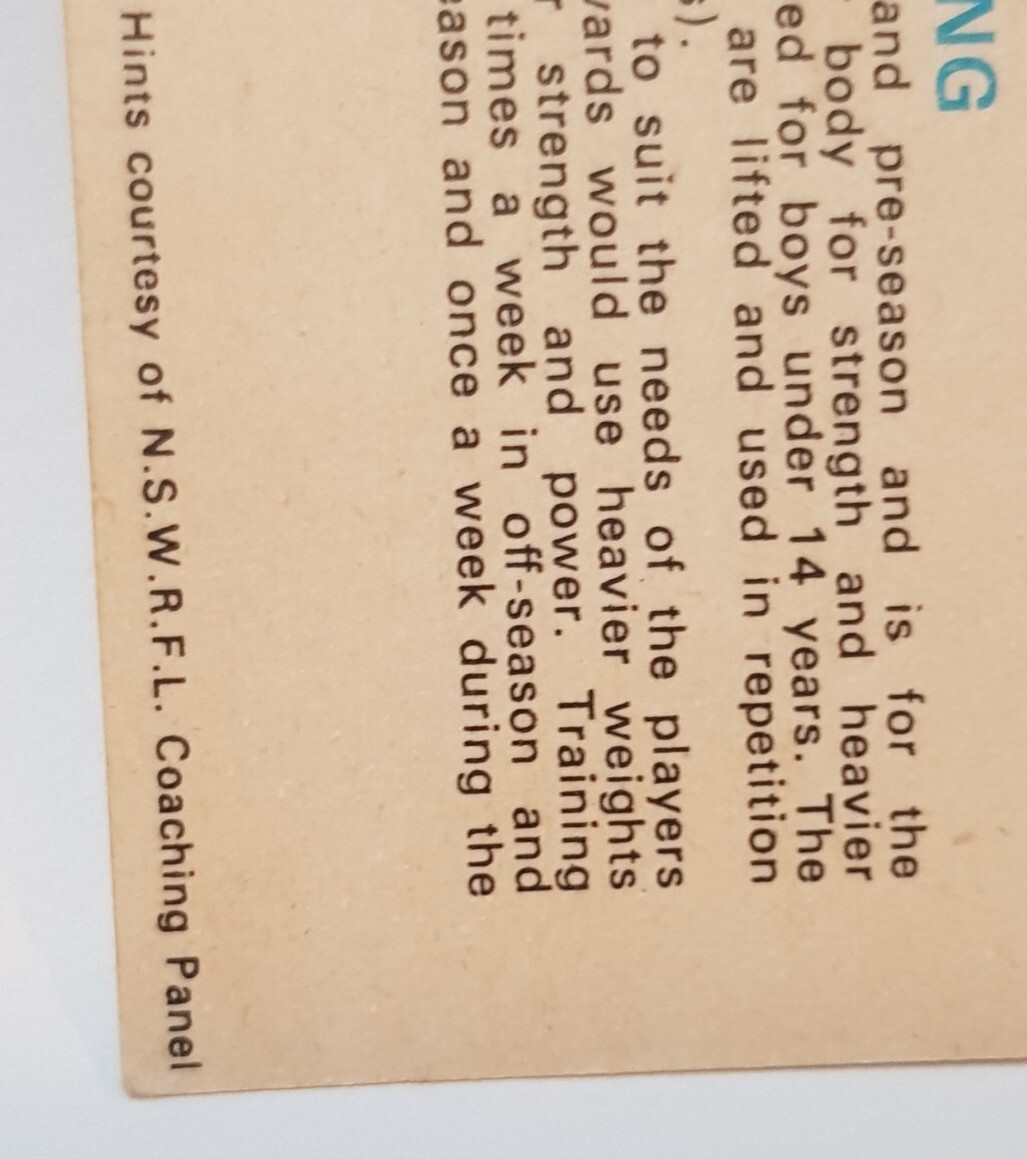 NG
and pre-season and is for the
body for strength and heavier
ed for boys under 14 years. The
are lifted and used in repetition
s).
to suit the needs of the players
vards would use heavier weights
r strength and power. Training
times a week in off-season and
eason and once a week during the
Hints courtesy of N.S.W.R.F.L. Coaching Panel